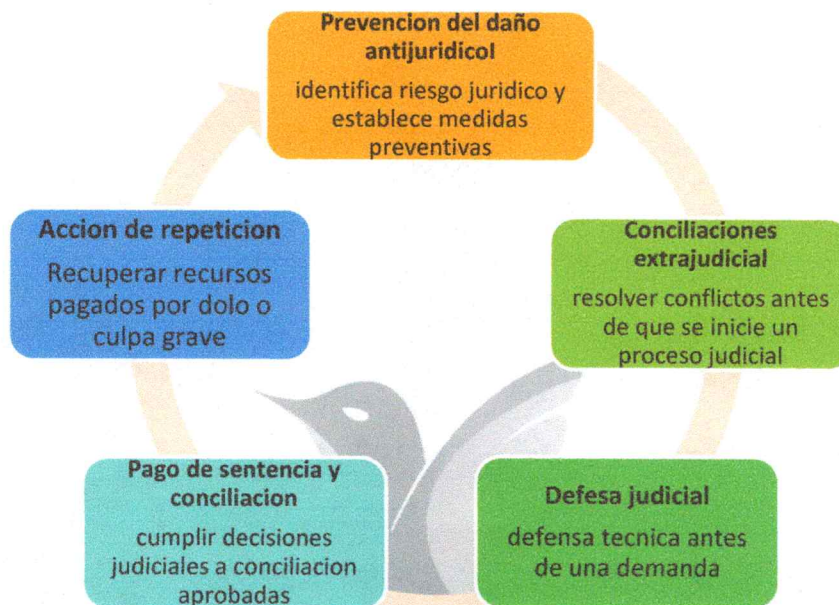 Prevencion del daño
antijuridicol
identifica riesgo juridico y
establece medidas
preventivas
Conciliaciones
extrajudicial
resolver conflictos antes
de que se inicie un
proceso judicial
Defesa judicial
defensa tecnica antes
de una demanda
Pago de sentencia y
conciliacion
cumplir decisiones
judiciales a conciliacion
aprobadas
Accion de repeticion
Recuperar recursos
pagados por dolo o
culpa grave